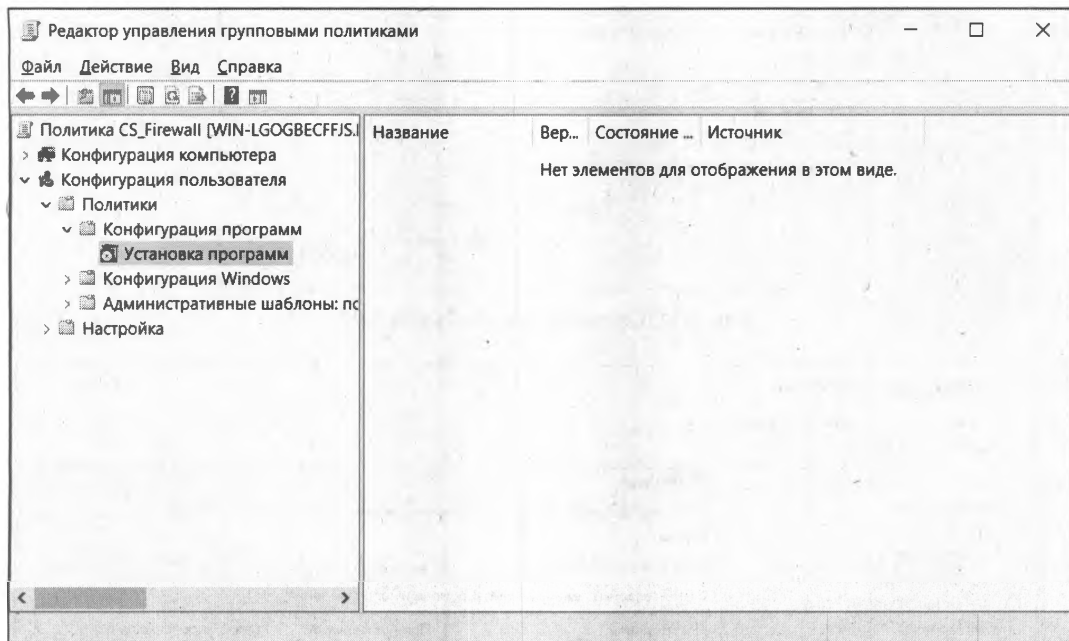 Редактор управления групповыми политиками
Файл Действие Вид Справка
Политика CS_Firewall [WIN-LGOGBECFFJS.
Конфигурация компьютера
Конфигурация пользователя
Политики
Конфигурация программ
Установка программ
Конфигурация Windows
Административные шаблоны: по
Настройка
Название Вер... Состояние ... Источник
Нет элементов для отображения в этом виде.